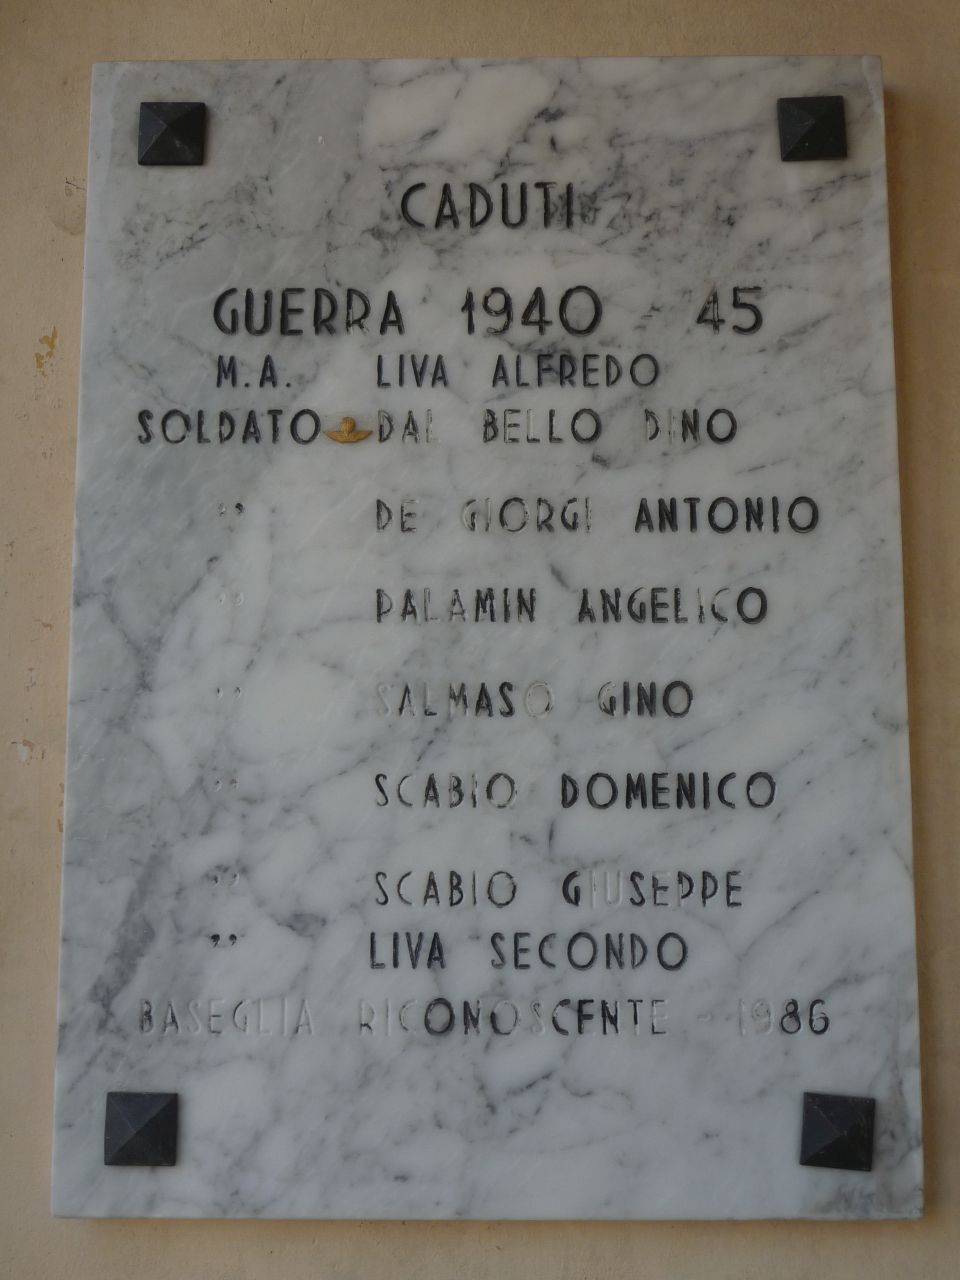 CADUTI
GUERRA 1940 - 45
M.A. LIVA ALFREDO
SOLDATO DAL BELLO DINO
,, DE GIORGI ANTONIO
,, PALAMIN ANGELICO
,, SALMASO GINO
,, SCABIO DOMENICO
,, SCABIO GIUSEPPE
,, LIVA SECONDO
BASEGLIA RICONOSCENTE - 1986